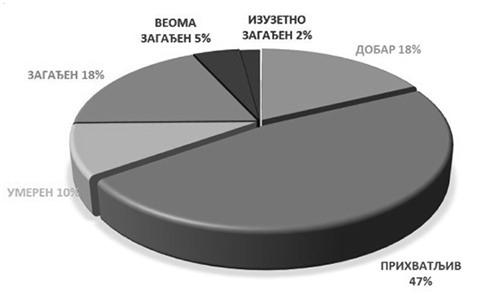 ВЕОМА
ЗАГАЂЕН 5%
ИЗУЗЕТНО
ЗАГАЂЕН 2%
ДОБАР 18%
ЗАГАЂЕН 18%
УМЕРЕН 10%
ПРИХВАТЉИВ
47%